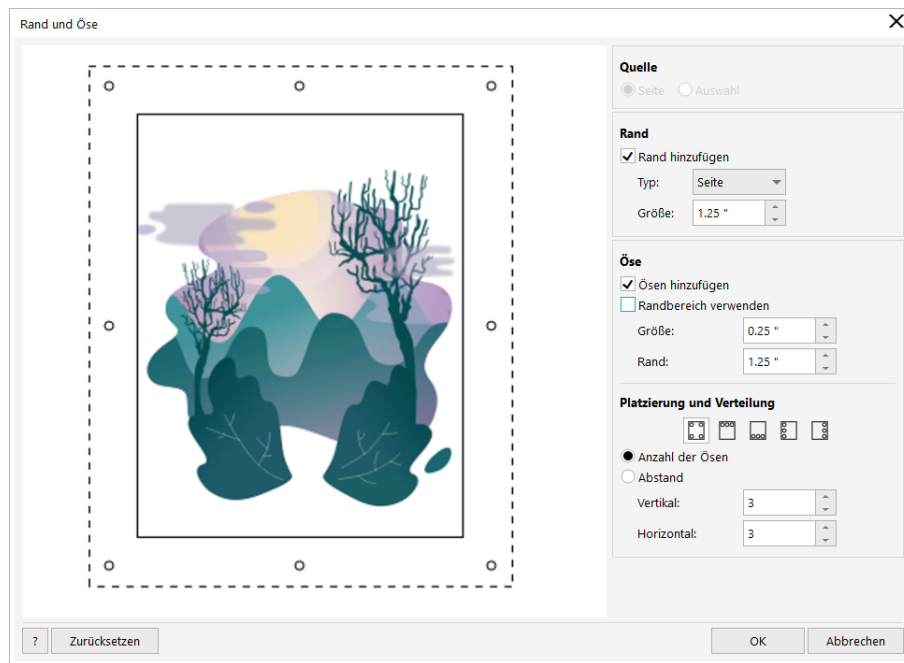 Rand und Öse
Quelle
Seite Auswahl
Rand
Rand hinzufügen
Typ: Seite
Größe: 1.25 "
Öse
Ösen hinzufügen
Randbereich verwenden
Größe: 0.25 "
Rand: 1.25 "
Platzierung und Verteilung
Anzahl der Ösen
Abstand
Vertikal: 3
Horizontal: 3
? Zurücksetzen OK Abbrechen